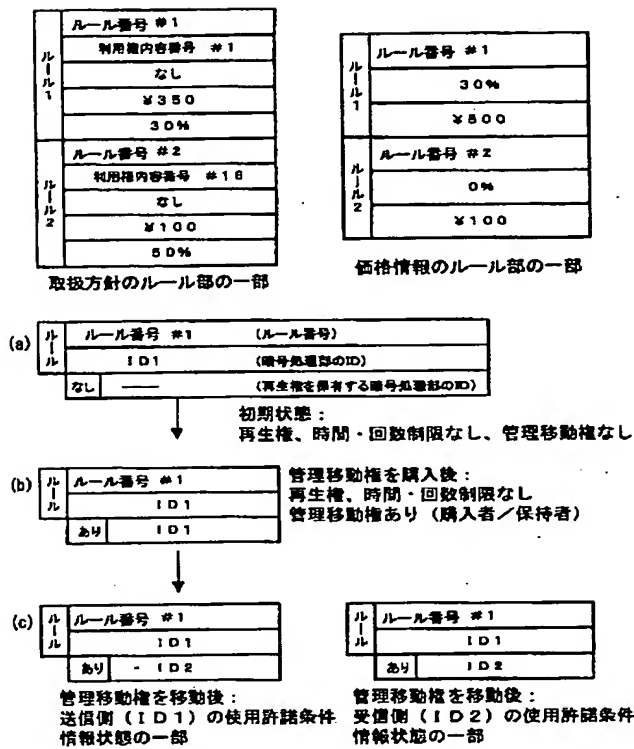 ルール1
ルール番号 #1
利用権内容番号 #1
なし
¥350
30%
ルール2
ルール番号 #2
利用権内容番号 #16
なし
¥100
50%
取扱方針のルール部の一部
ルール1
ルール番号 #1
30%
¥500
ルール2
ルール番号 #2
0%
¥100
価格情報のルール部の一部
(a)
ルール
ルール番号 #1 (ルール番号)
ID1 (暗号処理部のID)
なし ―― (再生権を保有する暗号処理部のID)
初期状態:
再生権、時間・回数制限なし、管理移動権なし
(b)
ルール
ルール番号 #1
ID1
あり ID1
管理移動権を購入後:
再生権、時間・回数制限なし
管理移動権あり(購入者/保持者)
(c)
ルール
ルール番号 #1
ID1
あり ID2
管理移動権を移動後:
送信側(ID1)の使用許諾条件
情報状態の一部
ルール
ルール番号 #1
ID1
あり ID2
管理移動権を移動後:
受信側(ID2)の使用許諾条件
情報状態の一部